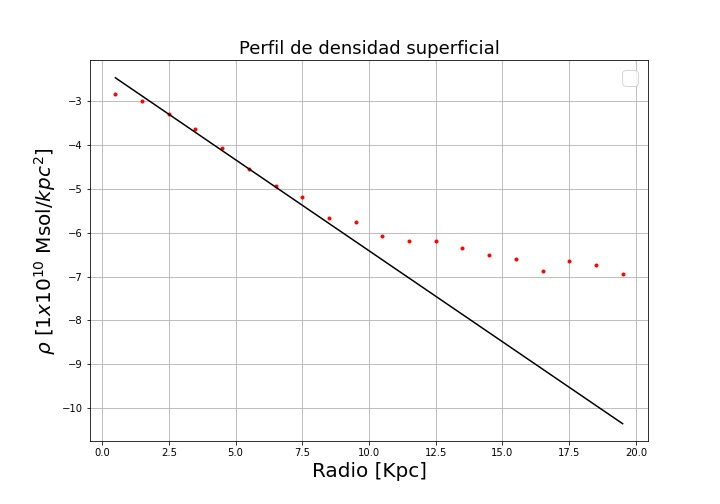 Perfil de densidad superficial
ρ [1x10^10 Msol/kpc^2]
−3
−4
−5
−6
−7
−8
−9
−10
0.0 2.5 5.0 7.5 10.0 12.5 15.0 17.5 20.0
Radio [Kpc]